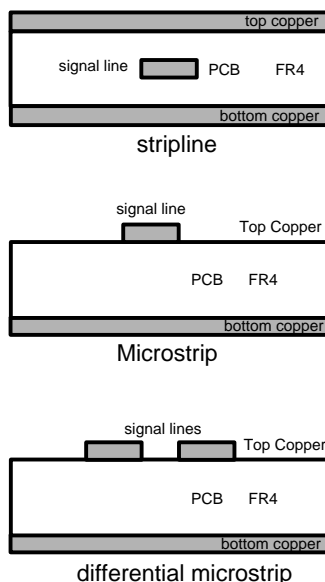 top copper
signal line PCB FR4
bottom copper
stripline
signal line
Top Copper
PCB FR4
bottom copper
Microstrip
signal lines
Top Copper
PCB FR4
bottom copper
differential microstrip